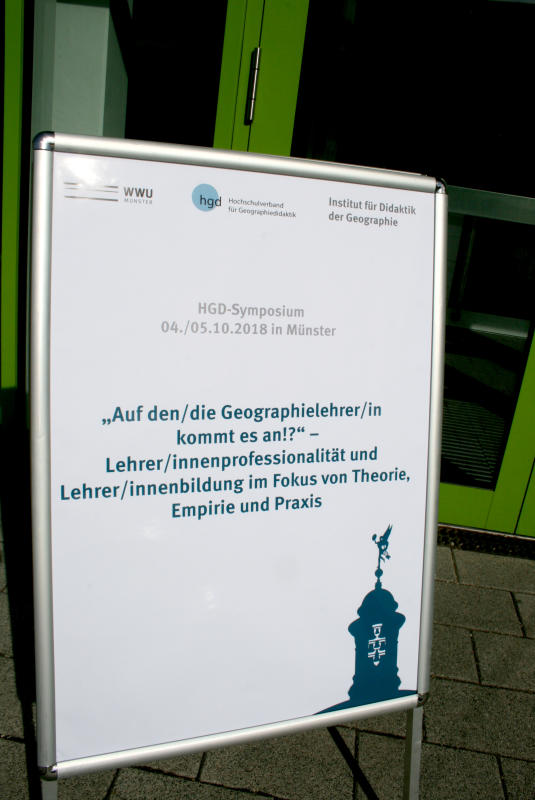 WWU
MÜNSTER
hgd
Hochschulverband
für Geographiedidaktik
Institut für Didaktik
der Geographie
HGD-Symposium
04./05.10.2018 in Münster
„Auf den/die Geographielehrer/in
kommt es an!?“ –
Lehrer/innenprofessionalität und
Lehrer/innenbildung im Fokus von Theorie,
Empirie und Praxis